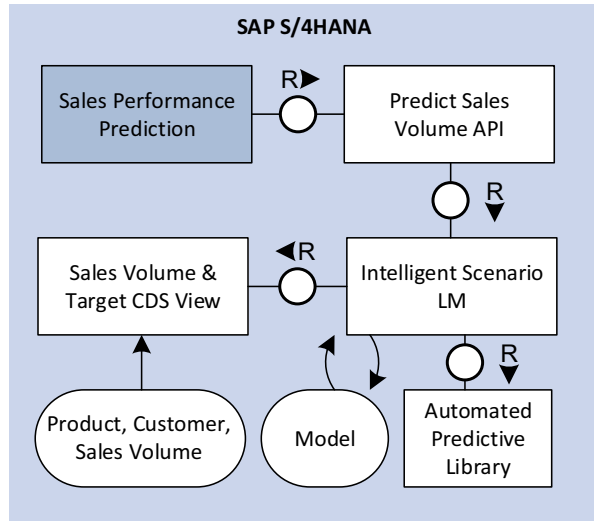 SAP S/4HANA
Sales Performance
Prediction
R
Predict Sales
Volume API
R
Sales Volume &
Target CDS View
R
Intelligent Scenario
LM
R
Product, Customer,
Sales Volume
Model
Automated
Predictive
Library